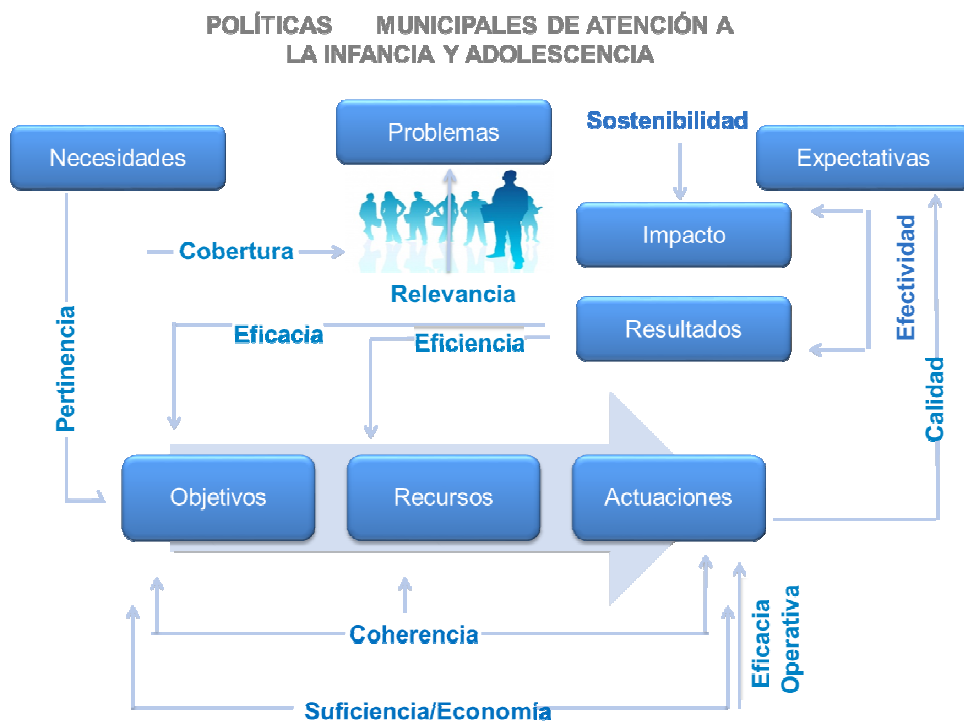 POLÍTICAS MUNICIPALES DE ATENCIÓN A
LA INFANCIA Y ADOLESCENCIA
Necesidades
Problemas
Sostenibilidad
Expectativas
Cobertura
Impacto
Relevancia
Efectividad
Eficacia
Eficiencia
Resultados
Pertinencia
Calidad
Objetivos
Recursos
Actuaciones
Coherencia
Eficacia
Operativa
Suficiencia/Economía